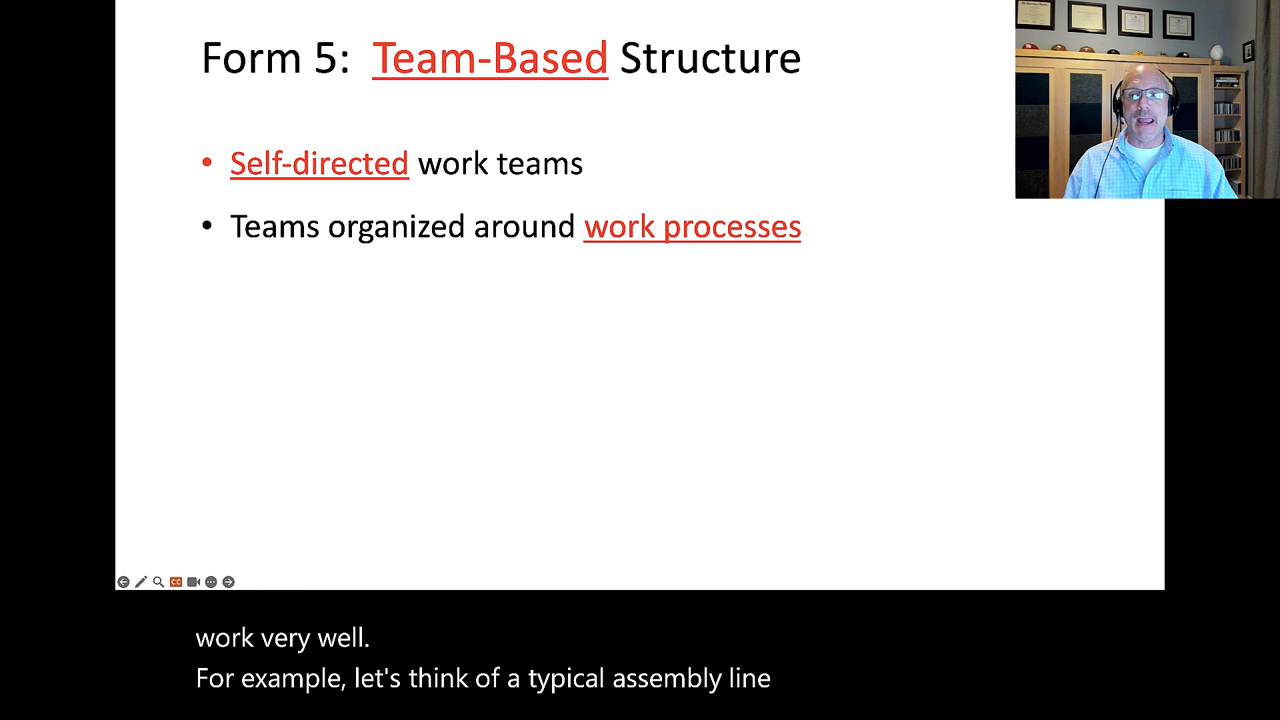 Form 5: Team-Based Structure
• Self-directed work teams
• Teams organized around work processes
CC
work very well.
For example, let's think of a typical assembly line